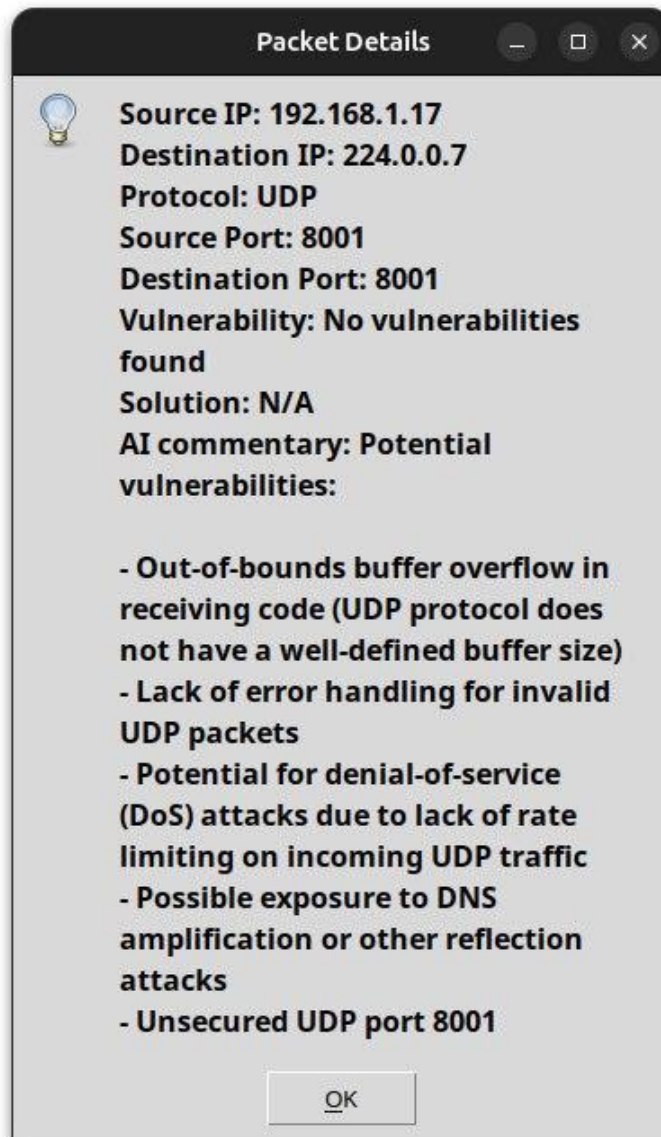 Packet Details
Source IP: 192.168.1.17
Destination IP: 224.0.0.7
Protocol: UDP
Source Port: 8001
Destination Port: 8001
Vulnerability: No vulnerabilities
found
Solution: N/A
AI commentary: Potential
vulnerabilities:
- Out-of-bounds buffer overflow in
receiving code (UDP protocol does
not have a well-defined buffer size)
- Lack of error handling for invalid
UDP packets
- Potential for denial-of-service
(DoS) attacks due to lack of rate
limiting on incoming UDP traffic
- Possible exposure to DNS
amplification or other reflection
attacks
- Unsecured UDP port 8001
OK